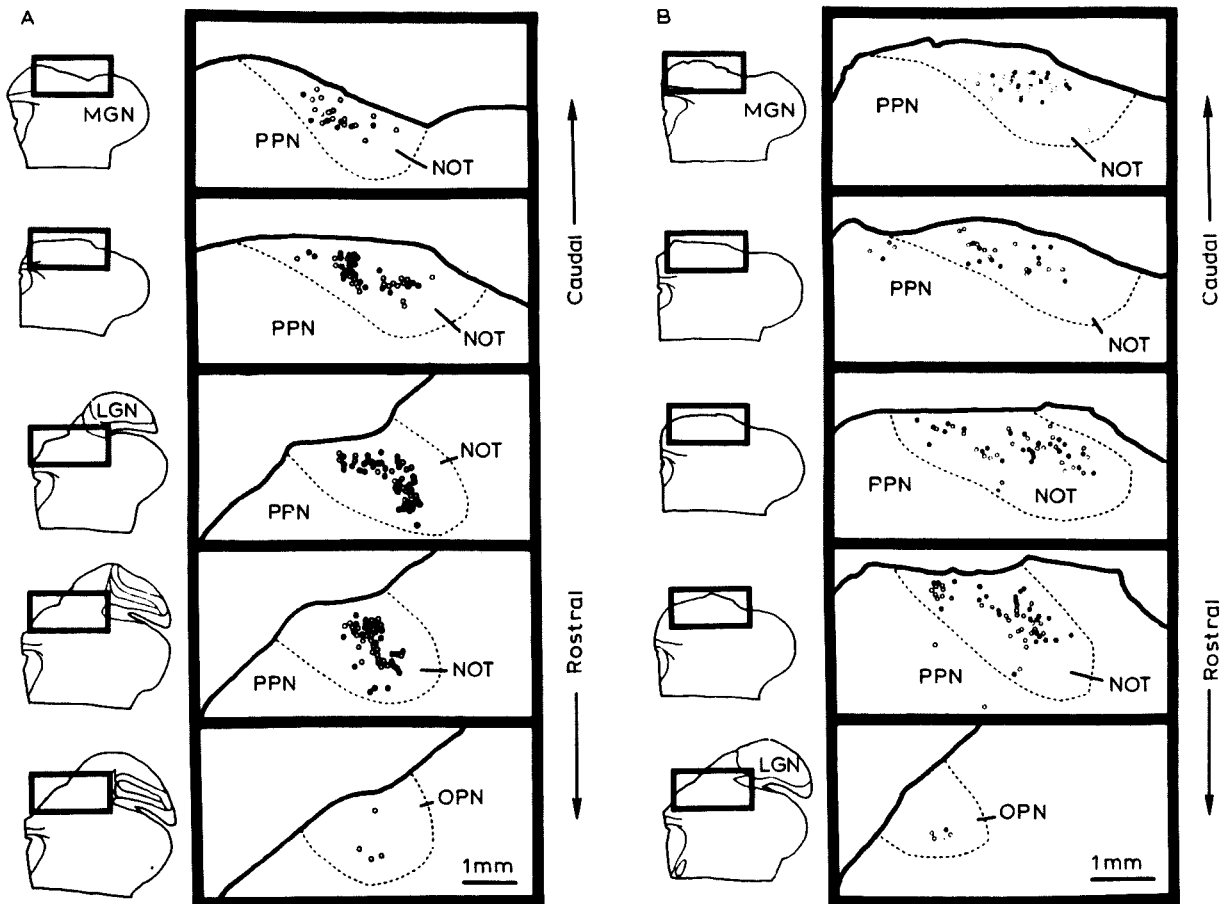 A
MGN
PPN
NOT
PPN
NOT
LGN
PPN
NOT
PPN
NOT
OPN
1mm
Caudal
Rostral
B
MGN
PPN
NOT
PPN
NOT
PPN
NOT
PPN
NOT
LGN
OPN
1mm
Caudal
Rostral